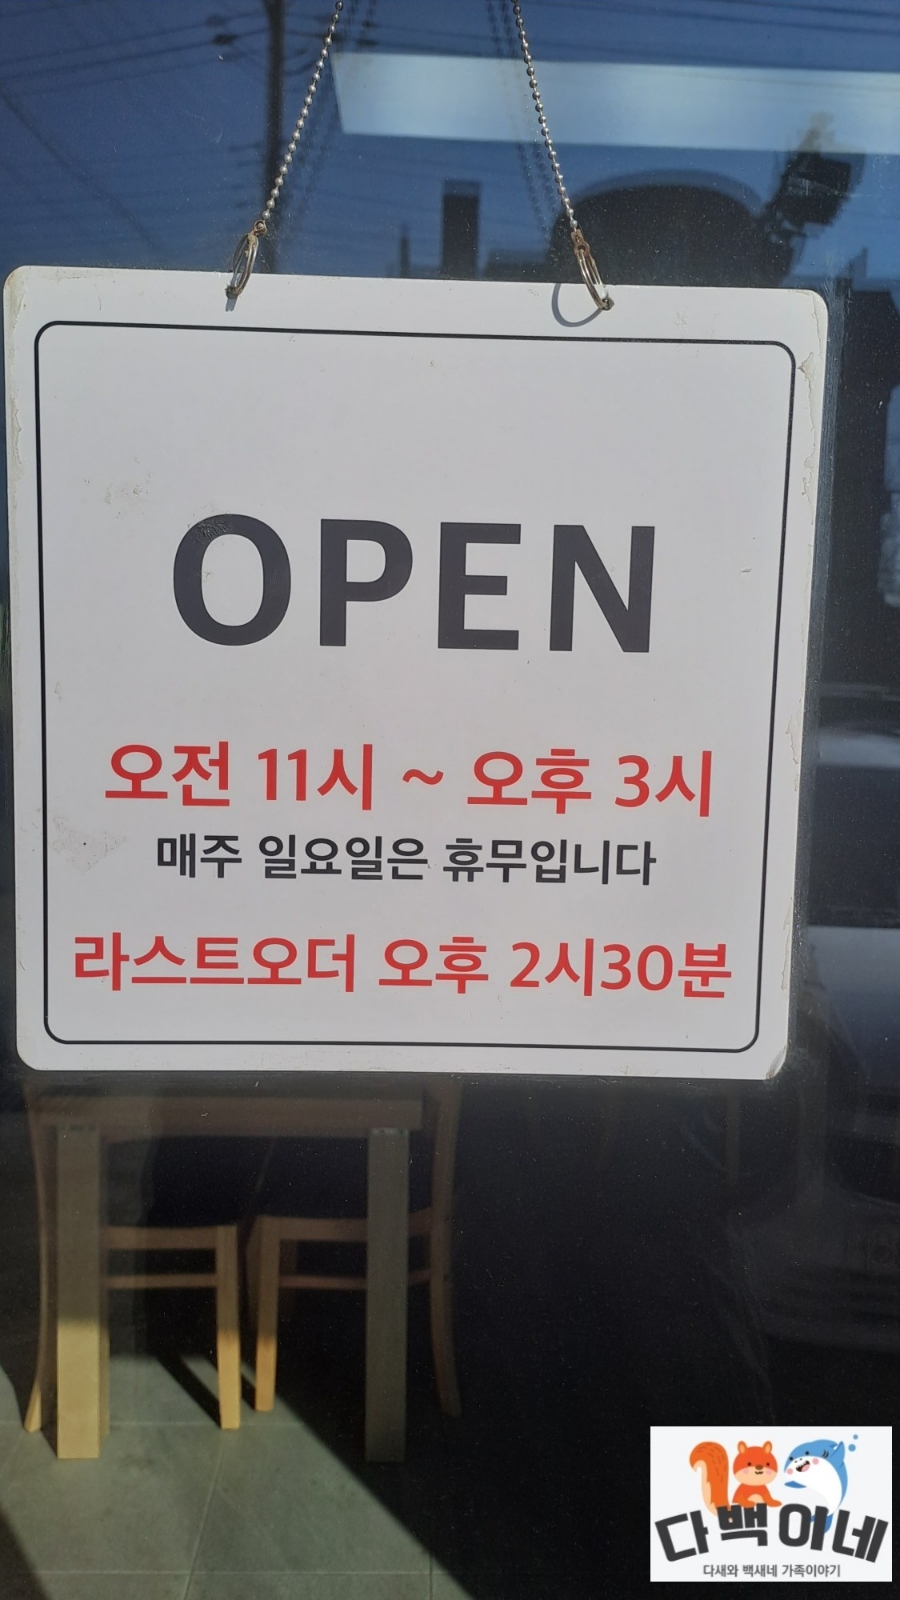 OPEN
오전 11시 ~ 오후 3시
매주 일요일은 휴무입니다
라스트오더 오후 2시30분
다백이네
다새와 백새네 가족이야기